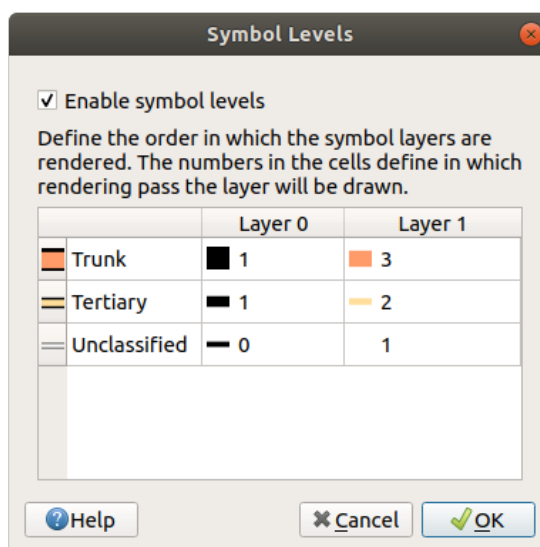 Symbol Levels
Enable symbol levels
Define the order in which the symbol layers are
rendered. The numbers in the cells define in which
rendering pass the layer will be drawn.
Layer 0 Layer 1
Trunk 1 3
Tertiary 1 2
Unclassified 0 1
Help Cancel OK